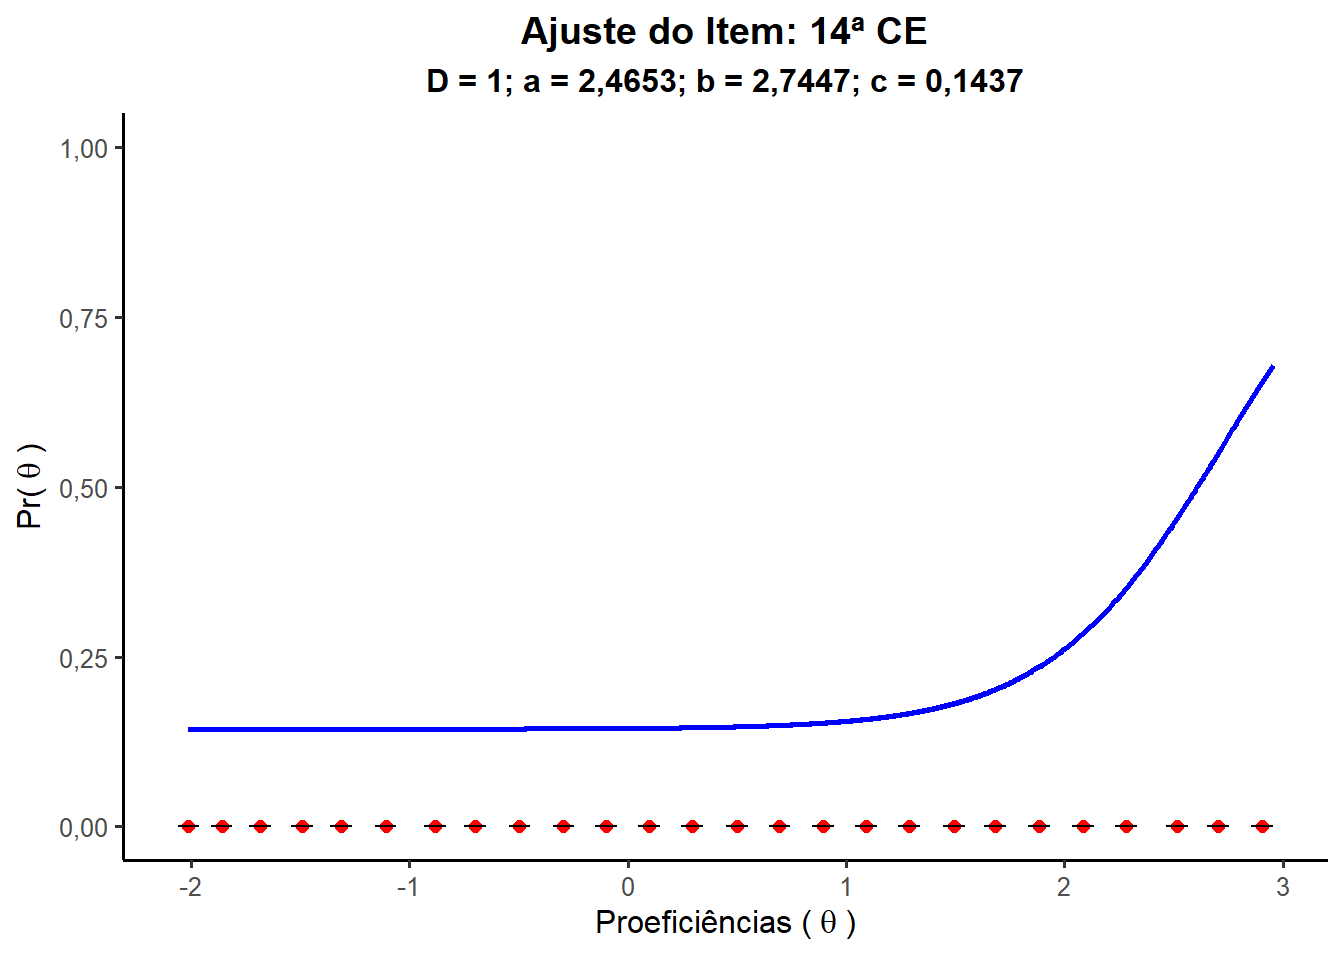 Ajuste do Item: 14ª CE
D = 1; a = 2,4653; b = 2,7447; c = 0,1437
1,00
0,75
0,50
0,25
0,00
Pr( θ )
-2 -1 0 1 2 3
Proeficiências ( θ )